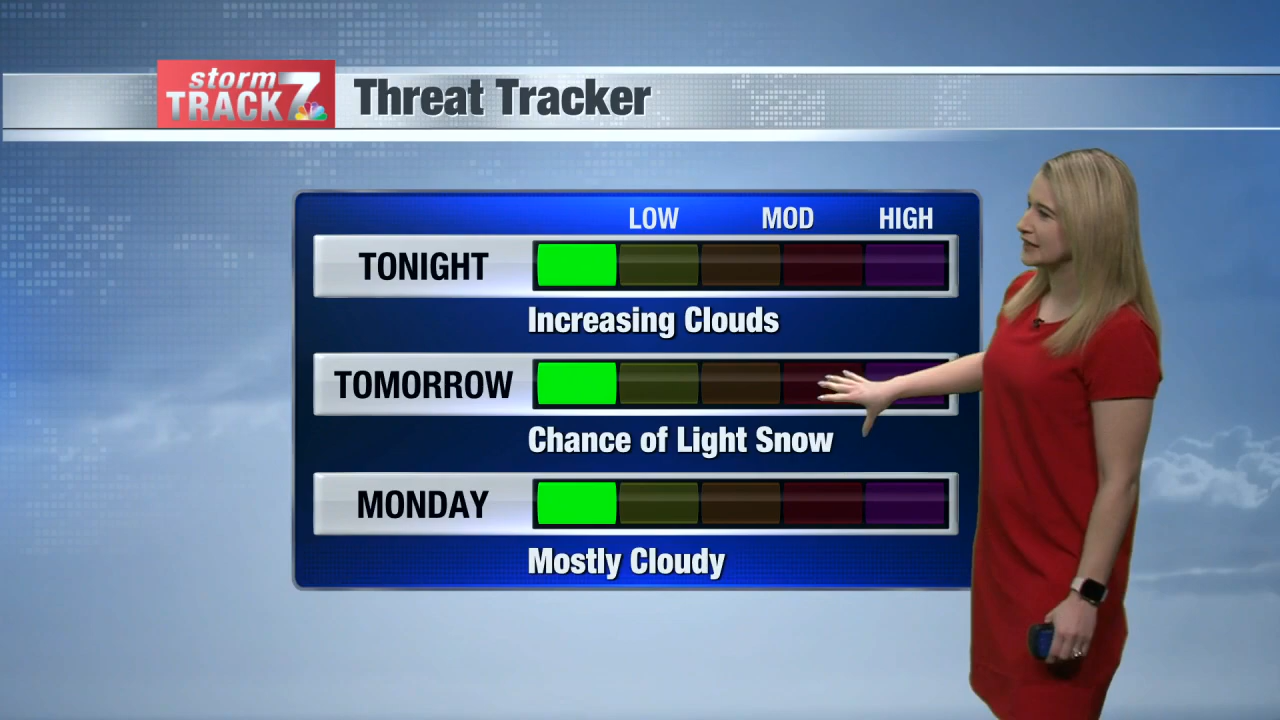 storm
TRACK 7
Threat Tracker
LOW MOD HIGH
TONIGHT
Increasing Clouds
TOMORROW
Chance of Light Snow
MONDAY
Mostly Cloudy